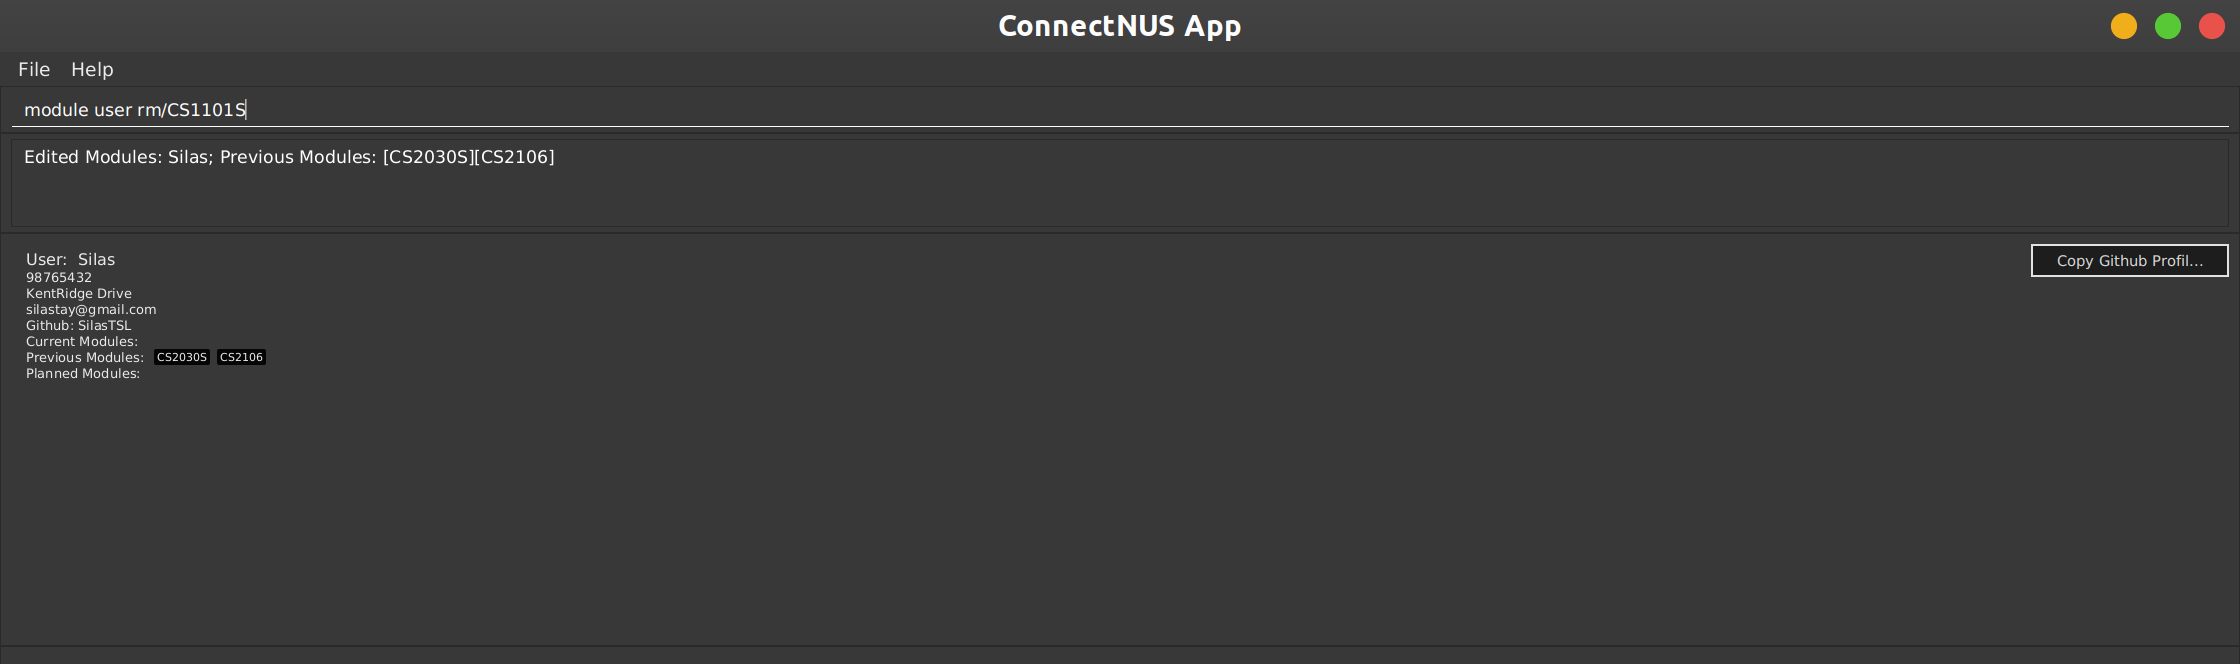 ConnectNUS App
File Help
module user rm/CS1101S
Edited Modules: Silas; Previous Modules: [CS2030S][CS2106]
User: Silas
Copy Github Profil...
98765432
KentRidge Drive
silastay@gmail.com
Github: SilasTSL
Current Modules:
Previous Modules: CS2030S CS2106
Planned Modules: